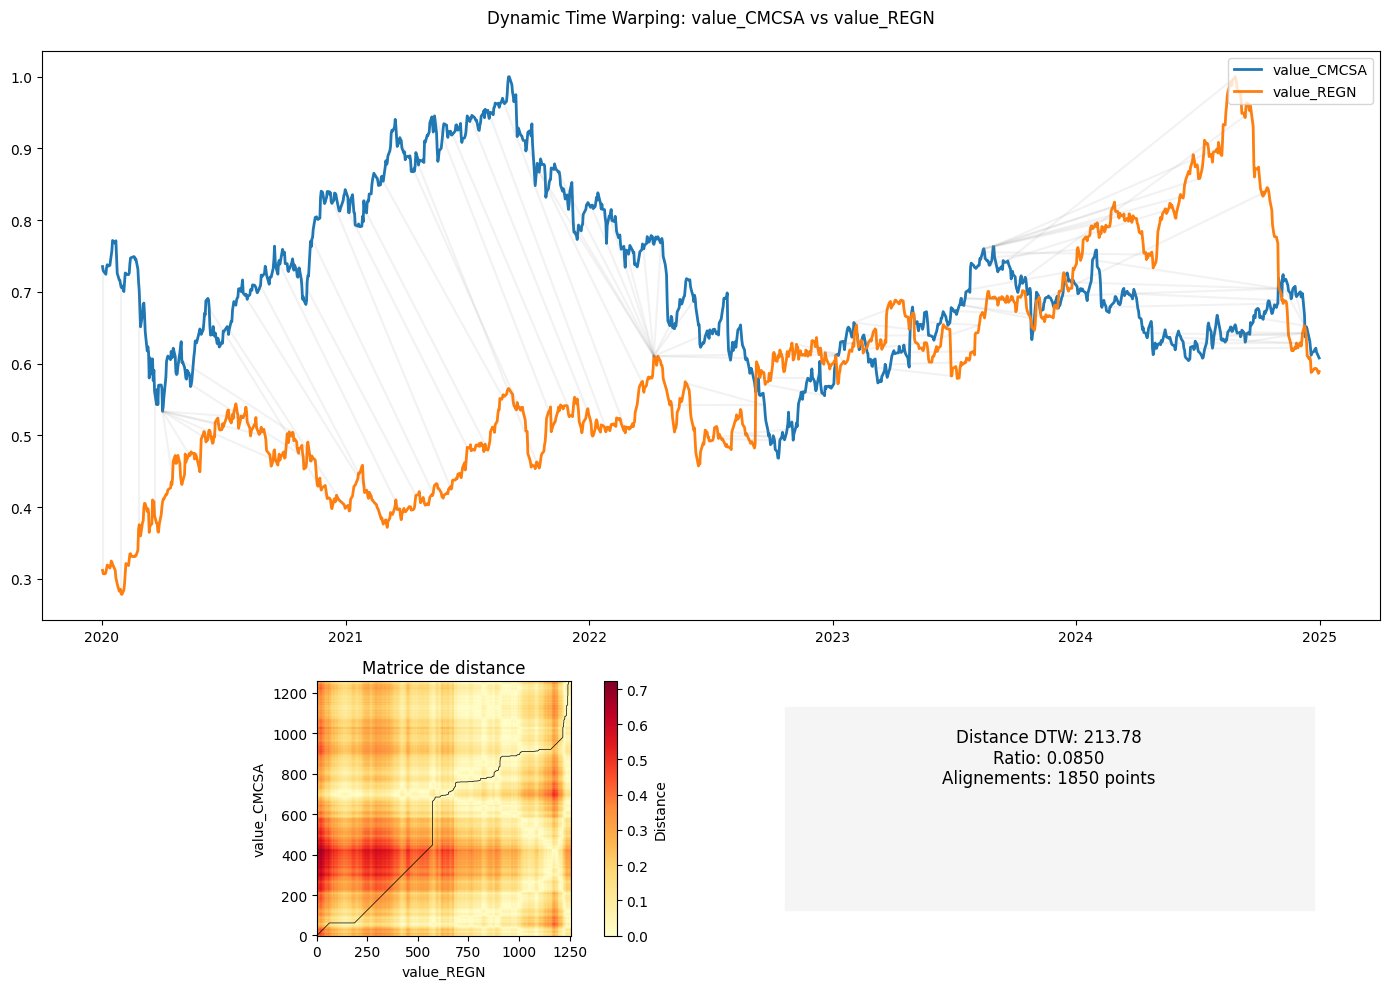 Dynamic Time Warping: value_CMCSA vs value_REGN
value_CMCSA
value_REGN
1.0
0.9
0.8
0.7
0.6
0.5
0.4
0.3
2020 2021 2022 2023 2024 2025
Matrice de distance
1200
1000
800
600
400
200
0
value_CMCSA
0 250 500 750 1000 1250
value_REGN
0.7
0.6
0.5
0.4
0.3
0.2
0.1
0.0
Distance
Distance DTW: 213.78
Ratio: 0.0850
Alignements: 1850 points